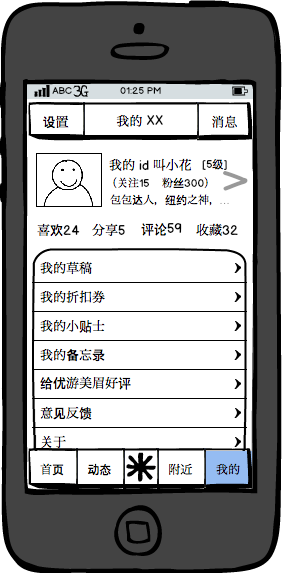 ABC 3G 01:25 PM
设置 我的 XX 消息
我的 id 叫小花 [5级]
(关注15 粉丝300)
包包达人，纽约之神，...
喜欢24 分享5 评论59 收藏32
我的草稿
我的折扣券
我的小贴士
我的备忘录
给优游美眉好评
意见反馈
关于
首页 动态 附近 我的